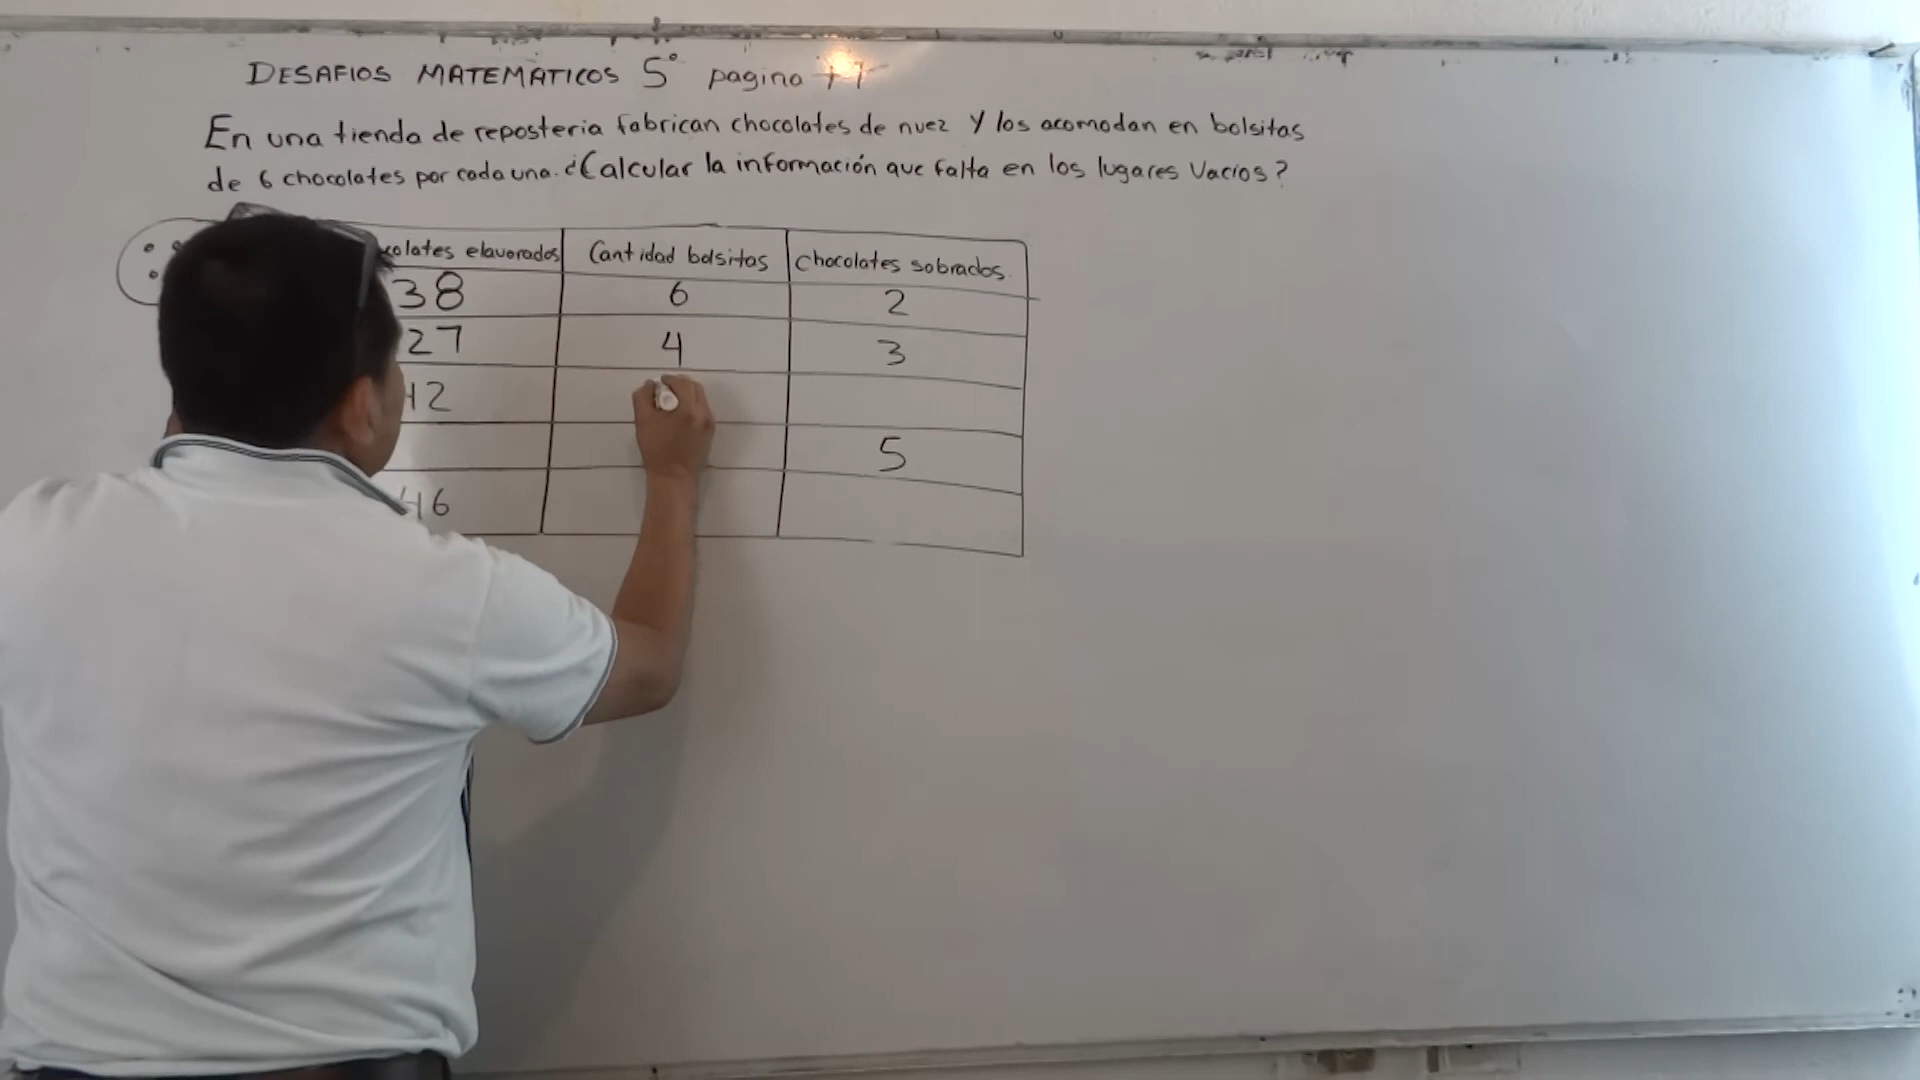 DESAFIOS MATEMÀTICOS 5° pagina
En una tienda de reposteria fabrican chocolates de nuez y los acomodan en bolsitas
de 6 chocolates por cada una. ¿Calcular la información que falta en los lugares vacios?
colates elavorados Cantidad bolsitas chocolates sobrados.
38 6 2
27 4 3
42
5
46